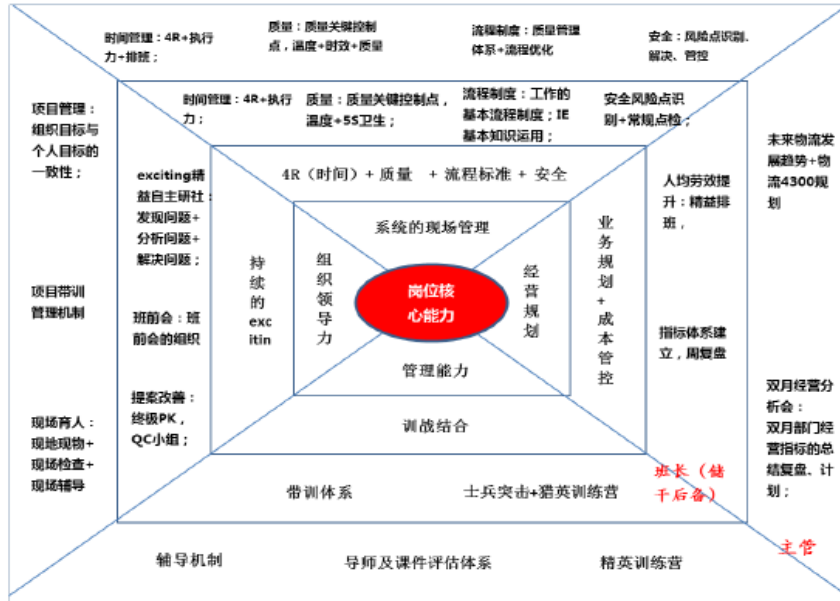 时间管理：4R+执行
力+排班；
质量：质量关键控制
点，温度+时效+质量
流程制度：质量管理
体系+流程优化
安全：风险点识别、
解决、管控
时间管理：4R+执行
力；
质量：质量关键控制点，
温度+5S卫生；
流程制度：工作的
基本流程制度；IE
基本知识运用；
安全风险点识
别+常规点检；
项目管理：
组织目标与
个人目标的
一致性；
项目带训
管理机制
现场育人：
现地现物+
现场检查+
现场辅导
exciting精
益自主研社：
发现问题+
分析问题+
解决问题；
班前会：班
前会的组织
提案改善：
终极PK，
QC小组；
4R（时间）+ 质量 + 流程标准 + 安全
系统的现场管理
持续的excitin
组织领导力
岗位核
心能力
经营规划
业务规划+成本管控
管理能力
训战结合
人均劳效提
升：精益排
班，
指标体系建
立，周复盘
未来物流发
展趋势+物
流4300规
划
双月经营分
析会：
双月部门经
营指标的总
结复盘、计
划；
带训体系
士兵突击+猎英训练营
班长（储
干后备）
辅导机制
导师及课件评估体系
精英训练营
主管